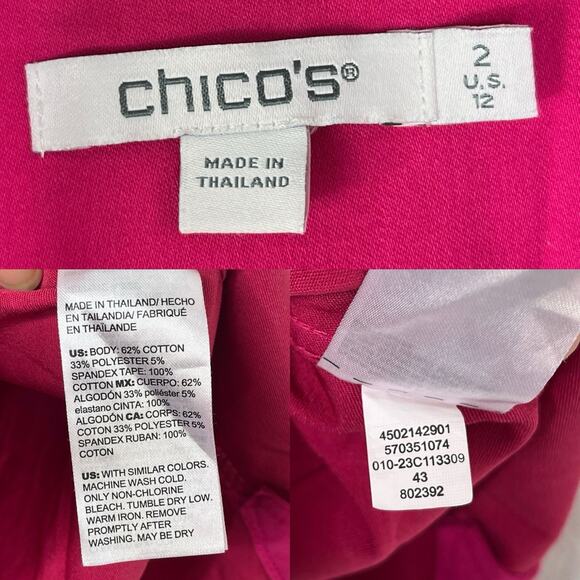 chico's®
2
U.S.
12
MADE IN
THAILAND
MADE IN THAILAND/ HECHO
EN TAILANDIA/ FABRIQUÉ
EN THAÏLANDE
US: BODY: 62% COTTON
33% POLYESTER 5%
SPANDEX TAPE: 100%
COTTON MX: CUERPO: 62%
ALGODÓN 33% poliéster 5%
elastano CINTA: 100%
ALGODÓN CA: CORPS: 62%
COTON 33% POLYESTER 5%
SPANDEX RUBAN: 100%
COTON
US: WITH SIMILAR COLORS.
MACHINE WASH COLD.
ONLY NON-CHLORINE
BLEACH. TUMBLE DRY LOW.
WARM IRON. REMOVE
PROMPTLY AFTER
WASHING. MAY BE DRY
4502142901
570351074
010-23C113309
43
802392